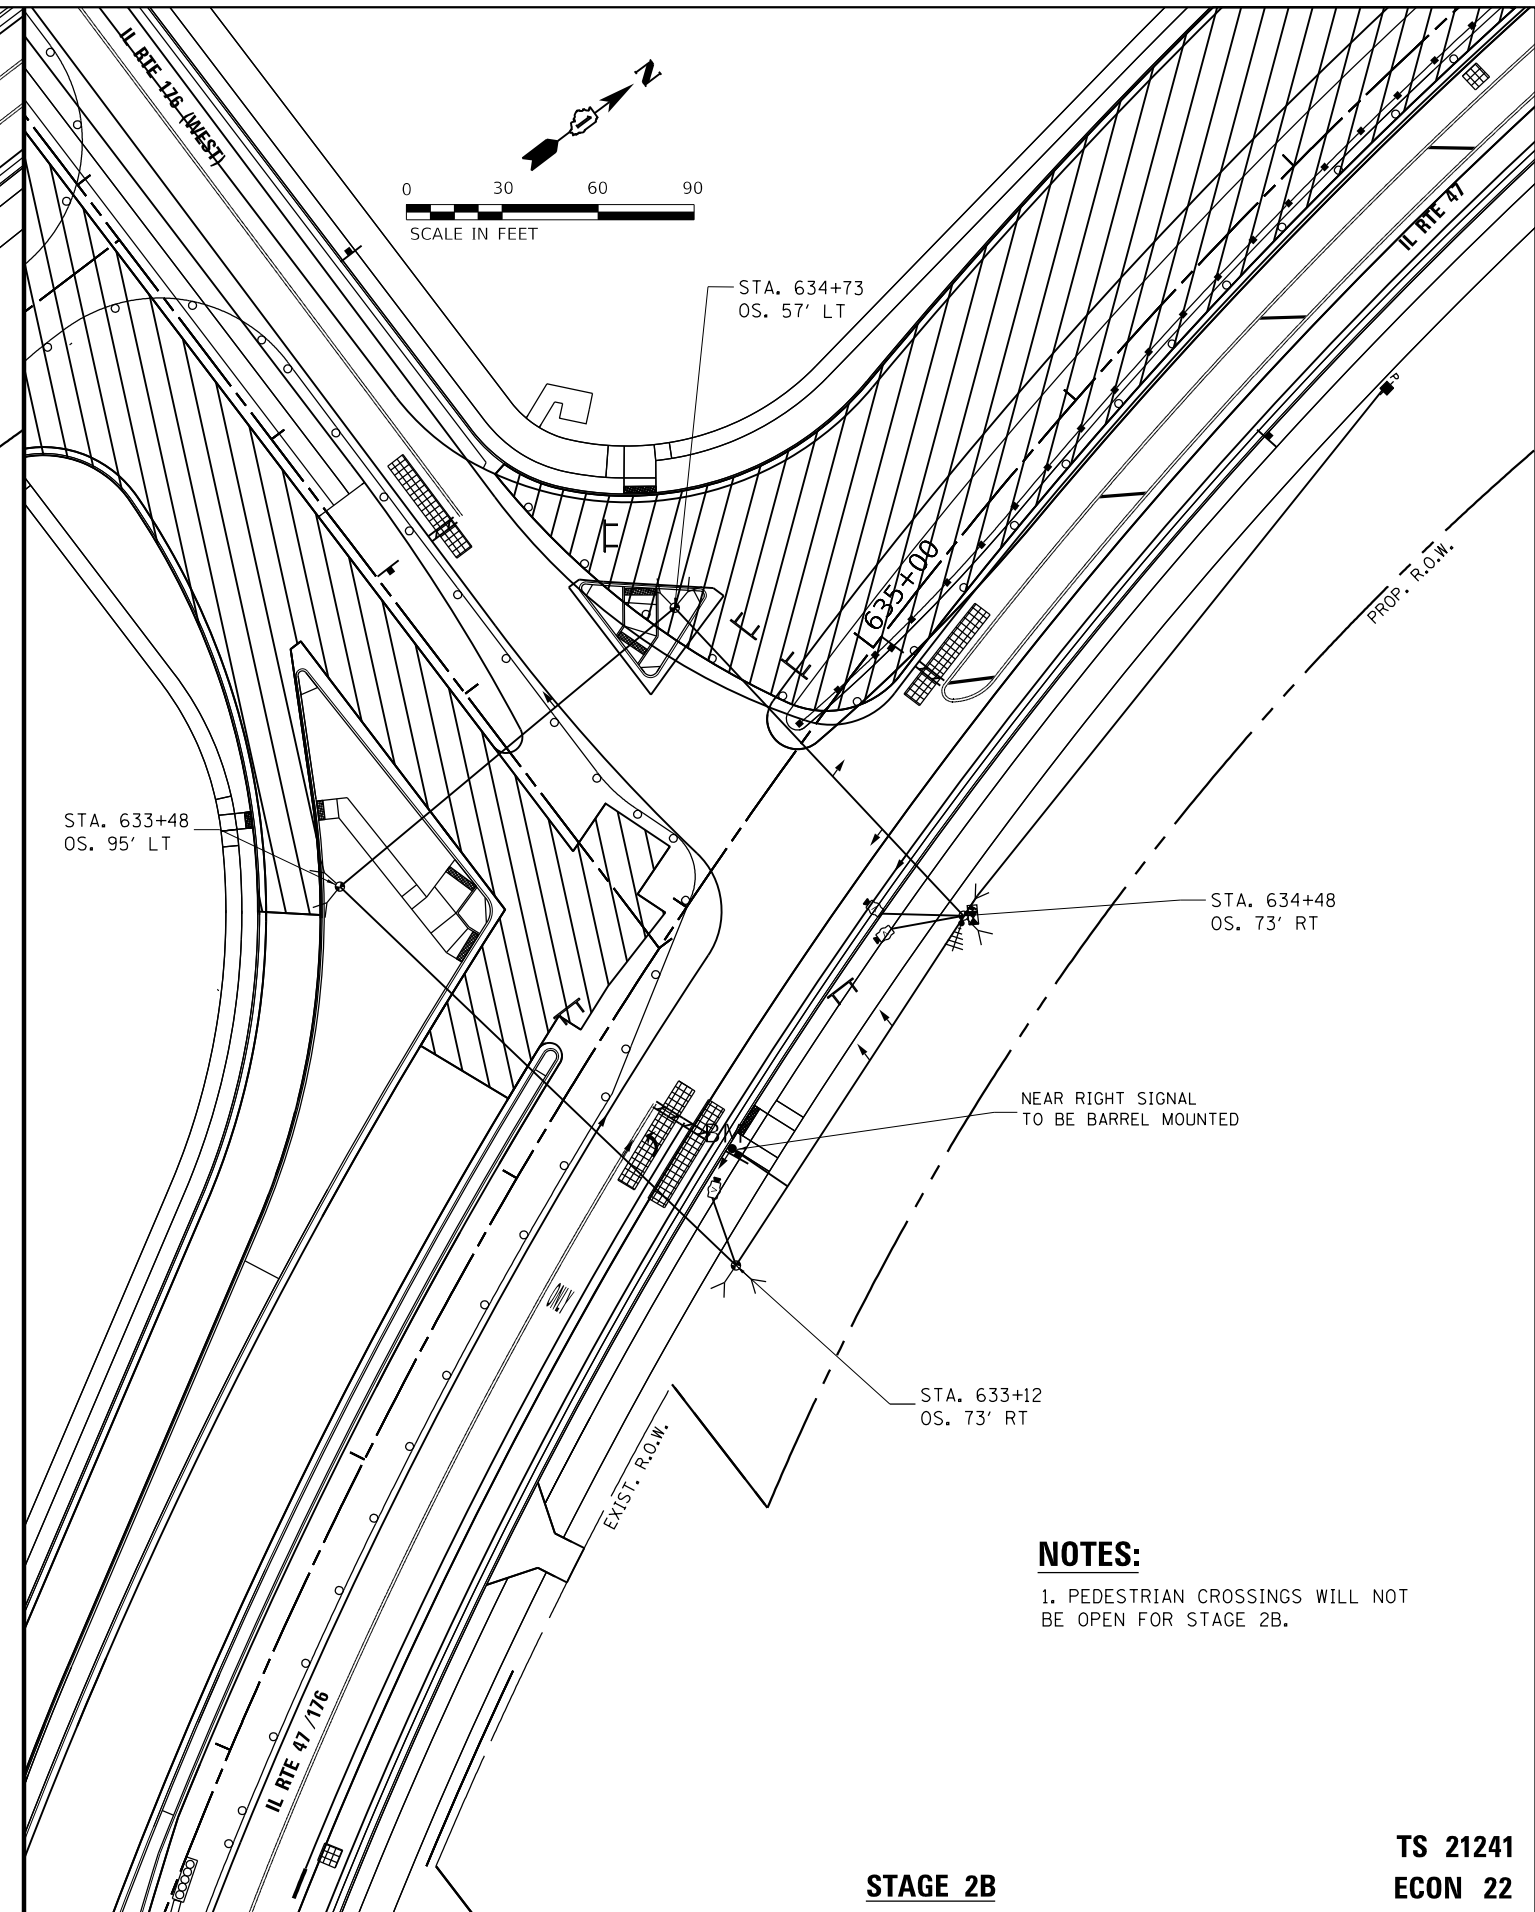 IL RTE 176 (WEST)
N
0 30 60 90
SCALE IN FEET
STA. 634+73
OS. 57' LT
IL RTE 47
P
635+00
PROP. R.O.W.
STA. 633+48
OS. 95' LT
STA. 634+48
OS. 73' RT
NEAR RIGHT SIGNAL
TO BE BARREL MOUNTED
BM
ONLY
STA. 633+12
OS. 73' RT
EXIST. R.O.W.
NOTES:
1. PEDESTRIAN CROSSINGS WILL NOT
BE OPEN FOR STAGE 2B.
IL RTE 47 /176
TS 21241
STAGE 2B
ECON 22